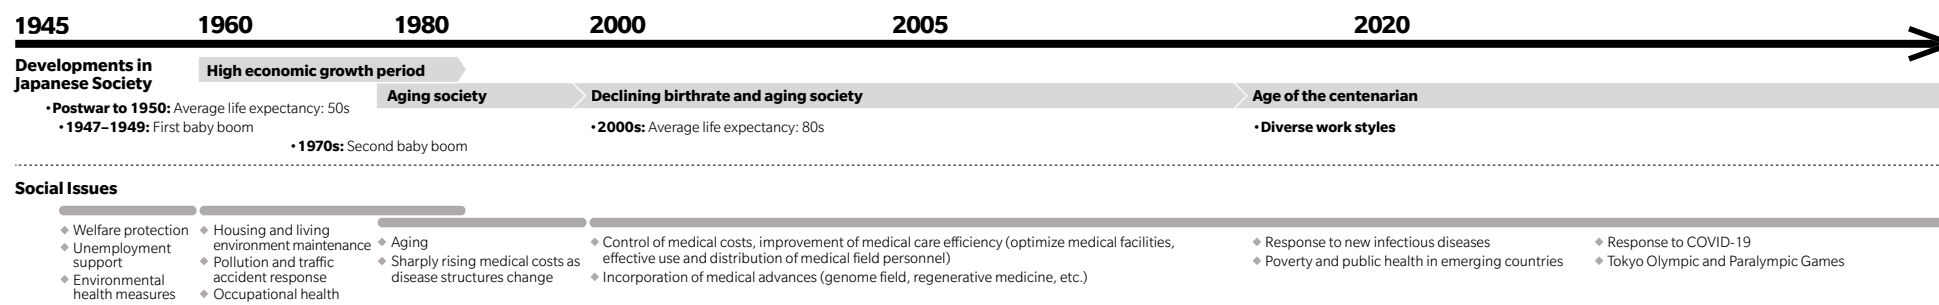 1945 1960 1980 2000 2005 2020
Developments in
Japanese Society
High economic growth period
Aging society
Declining birthrate and aging society
Age of the centenarian
•Postwar to 1950: Average life expectancy: 50s
•1947–1949: First baby boom
•1970s: Second baby boom
•2000s: Average life expectancy: 80s
•Diverse work styles
Social Issues
◆ Welfare protection
◆ Unemployment
support
◆ Environmental
health measures
◆ Housing and living
environment maintenance
◆ Pollution and traffic
accident response
◆ Occupational health
◆ Aging
◆ Sharply rising medical costs as
disease structures change
◆ Control of medical costs, improvement of medical care efficiency (optimize medical facilities,
effective use and distribution of medical field personnel)
◆ Incorporation of medical advances (genome field, regenerative medicine, etc.)
◆ Response to new infectious diseases
◆ Poverty and public health in emerging countries
◆ Response to COVID-19
◆ Tokyo Olympic and Paralympic Games